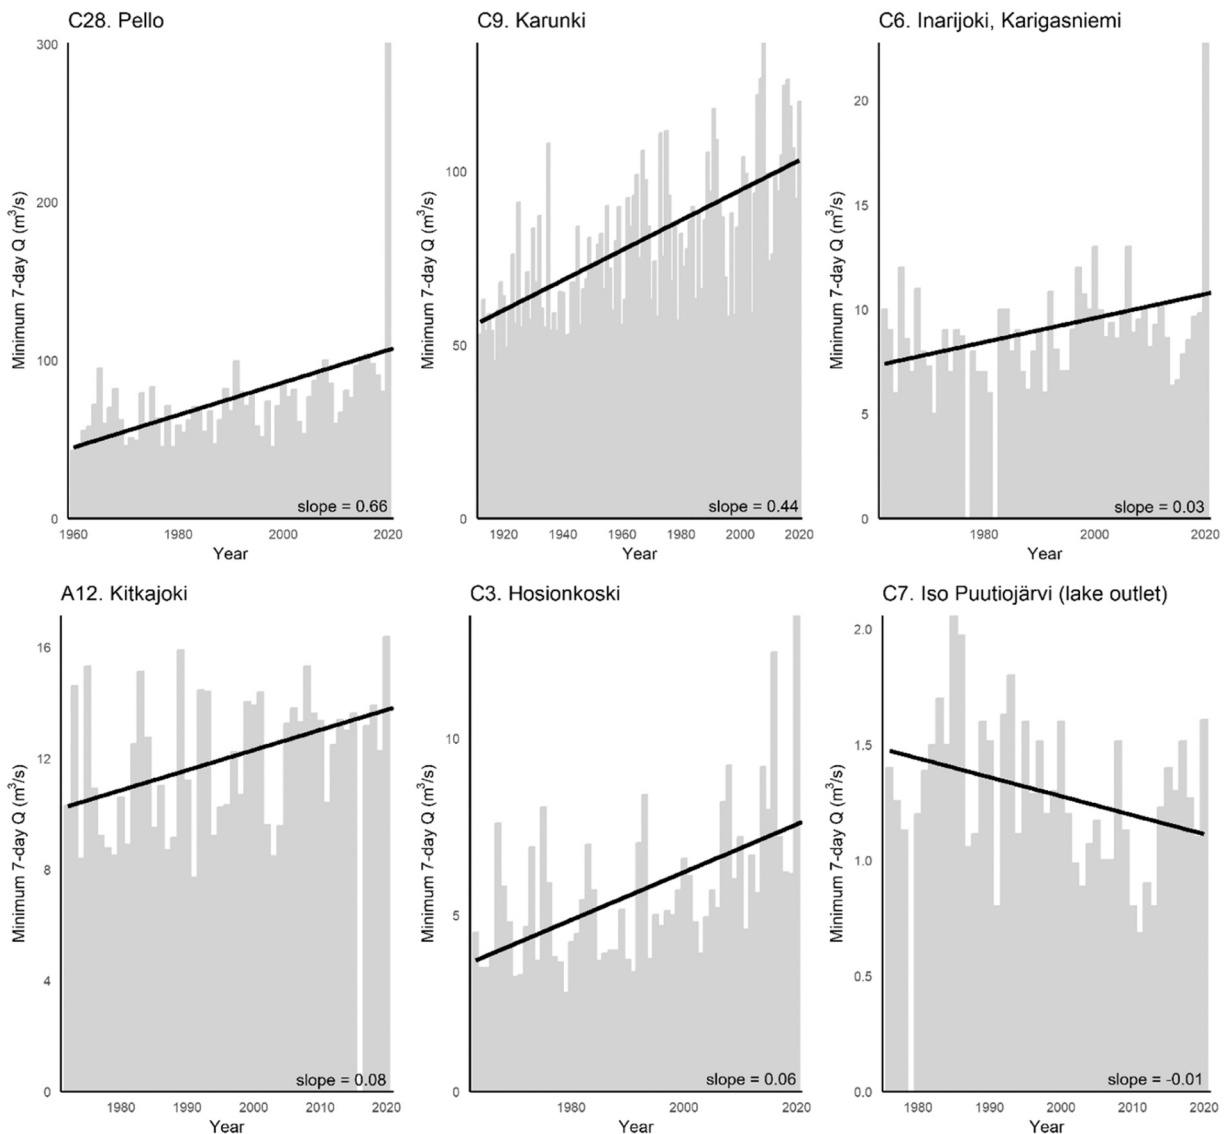 C28. Pello
Minimum 7-day Q (m³/s)
300
200
100
0
slope = 0.66
1960
1980
2000
2020
Year
C9. Karunki
Minimum 7-day Q (m³/s)
100
50
0
slope = 0.44
1920
1940
1960
1980
2000
2020
Year
C6. Inarijoki, Karigasniemi
Minimum 7-day Q (m³/s)
20
15
10
5
0
slope = 0.03
1980
2000
2020
Year
A12. Kitkajoki
Minimum 7-day Q (m³/s)
16
12
8
4
0
slope = 0.08
1980
1990
2000
2010
2020
Year
C3. Hosionkoski
Minimum 7-day Q (m³/s)
10
5
0
slope = 0.06
1980
2000
2020
Year
C7. Iso Puutiojärvi (lake outlet)
Minimum 7-day Q (m³/s)
2.0
1.5
1.0
0.5
0.0
slope = -0.01
1980
1990
2000
2010
2020
Year